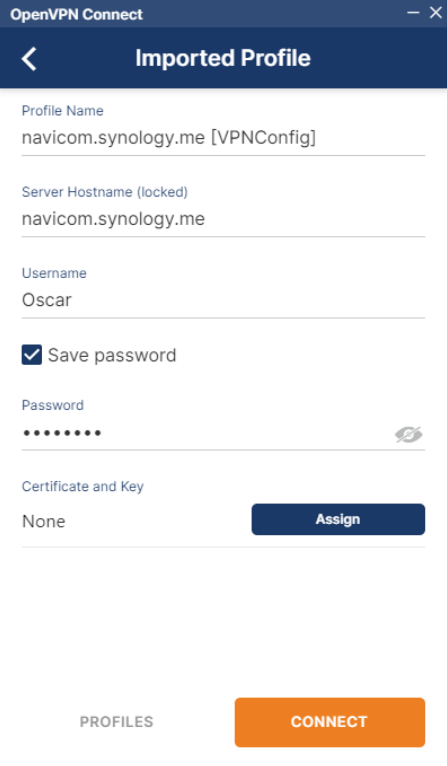 OpenVPN Connect
Imported Profile
Profile Name
navicom.synology.me [VPNConfig]
Server Hostname (locked)
navicom.synology.me
Username
Oscar
Save password
Password
••••••••
Certificate and Key
None
Assign
PROFILES
CONNECT